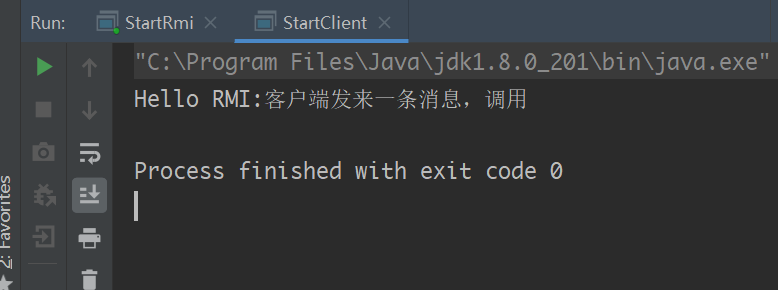 Run: StartRmi × StartClient ×
"C:\Program Files\Java\jdk1.8.0_201\bin\java.exe"
Hello RMI:客户端发来一条消息，调用
Process finished with exit code 0
2: Favorites